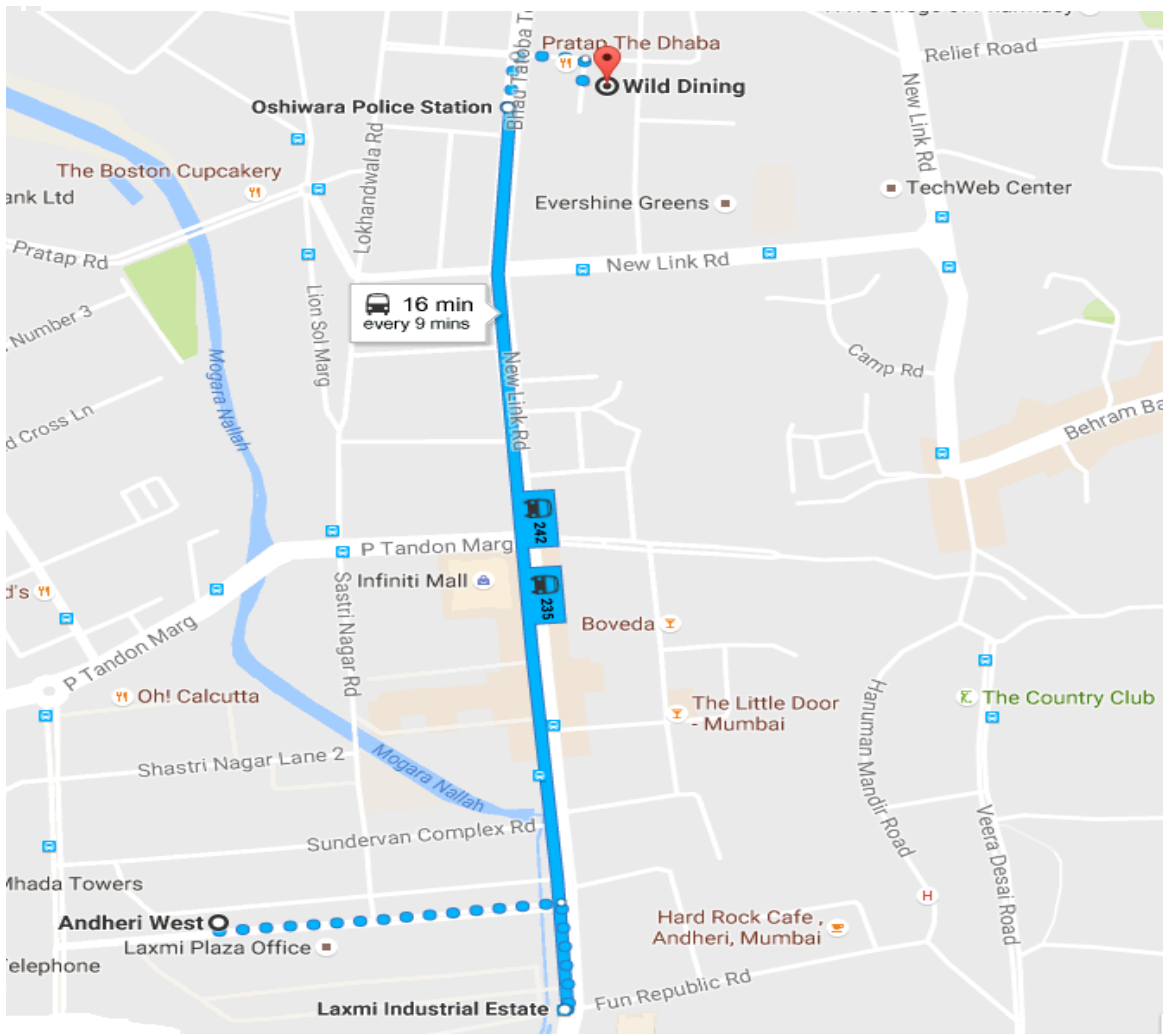 Relief Road
Pratap The Dhaba
Bhau Tatoba T
Wild Dining
New Link Rd
Oshiwara Police Station
Lokhandwala Rd
The Boston Cupcakery
TechWeb Center
ank Ltd
Evershine Greens
Pratap Rd
New Link Rd
Lion Sol Marg
16 min
every 9 mins
Number 3
Mogara Nallah
Camp Rd
New Link Rd
d Cross Ln
Behram Ba
242
P Tandon Marg
Infiniti Mall
235
d's
Sastri Nagar Rd
Boveda
P Tandon Marg
Oh! Calcutta
Hanuman Mandir Road
The Country Club
The Little Door
- Mumbai
Shastri Nagar Lane 2
Mogara Nallah
Sundervan Complex Rd
Veera Desai Road
Mhada Towers
H
Andheri West
Hard Rock Cafe ,
Andheri, Mumbai
Laxmi Plaza Office
Telephone
Fun Republic Rd
Laxmi Industrial Estate